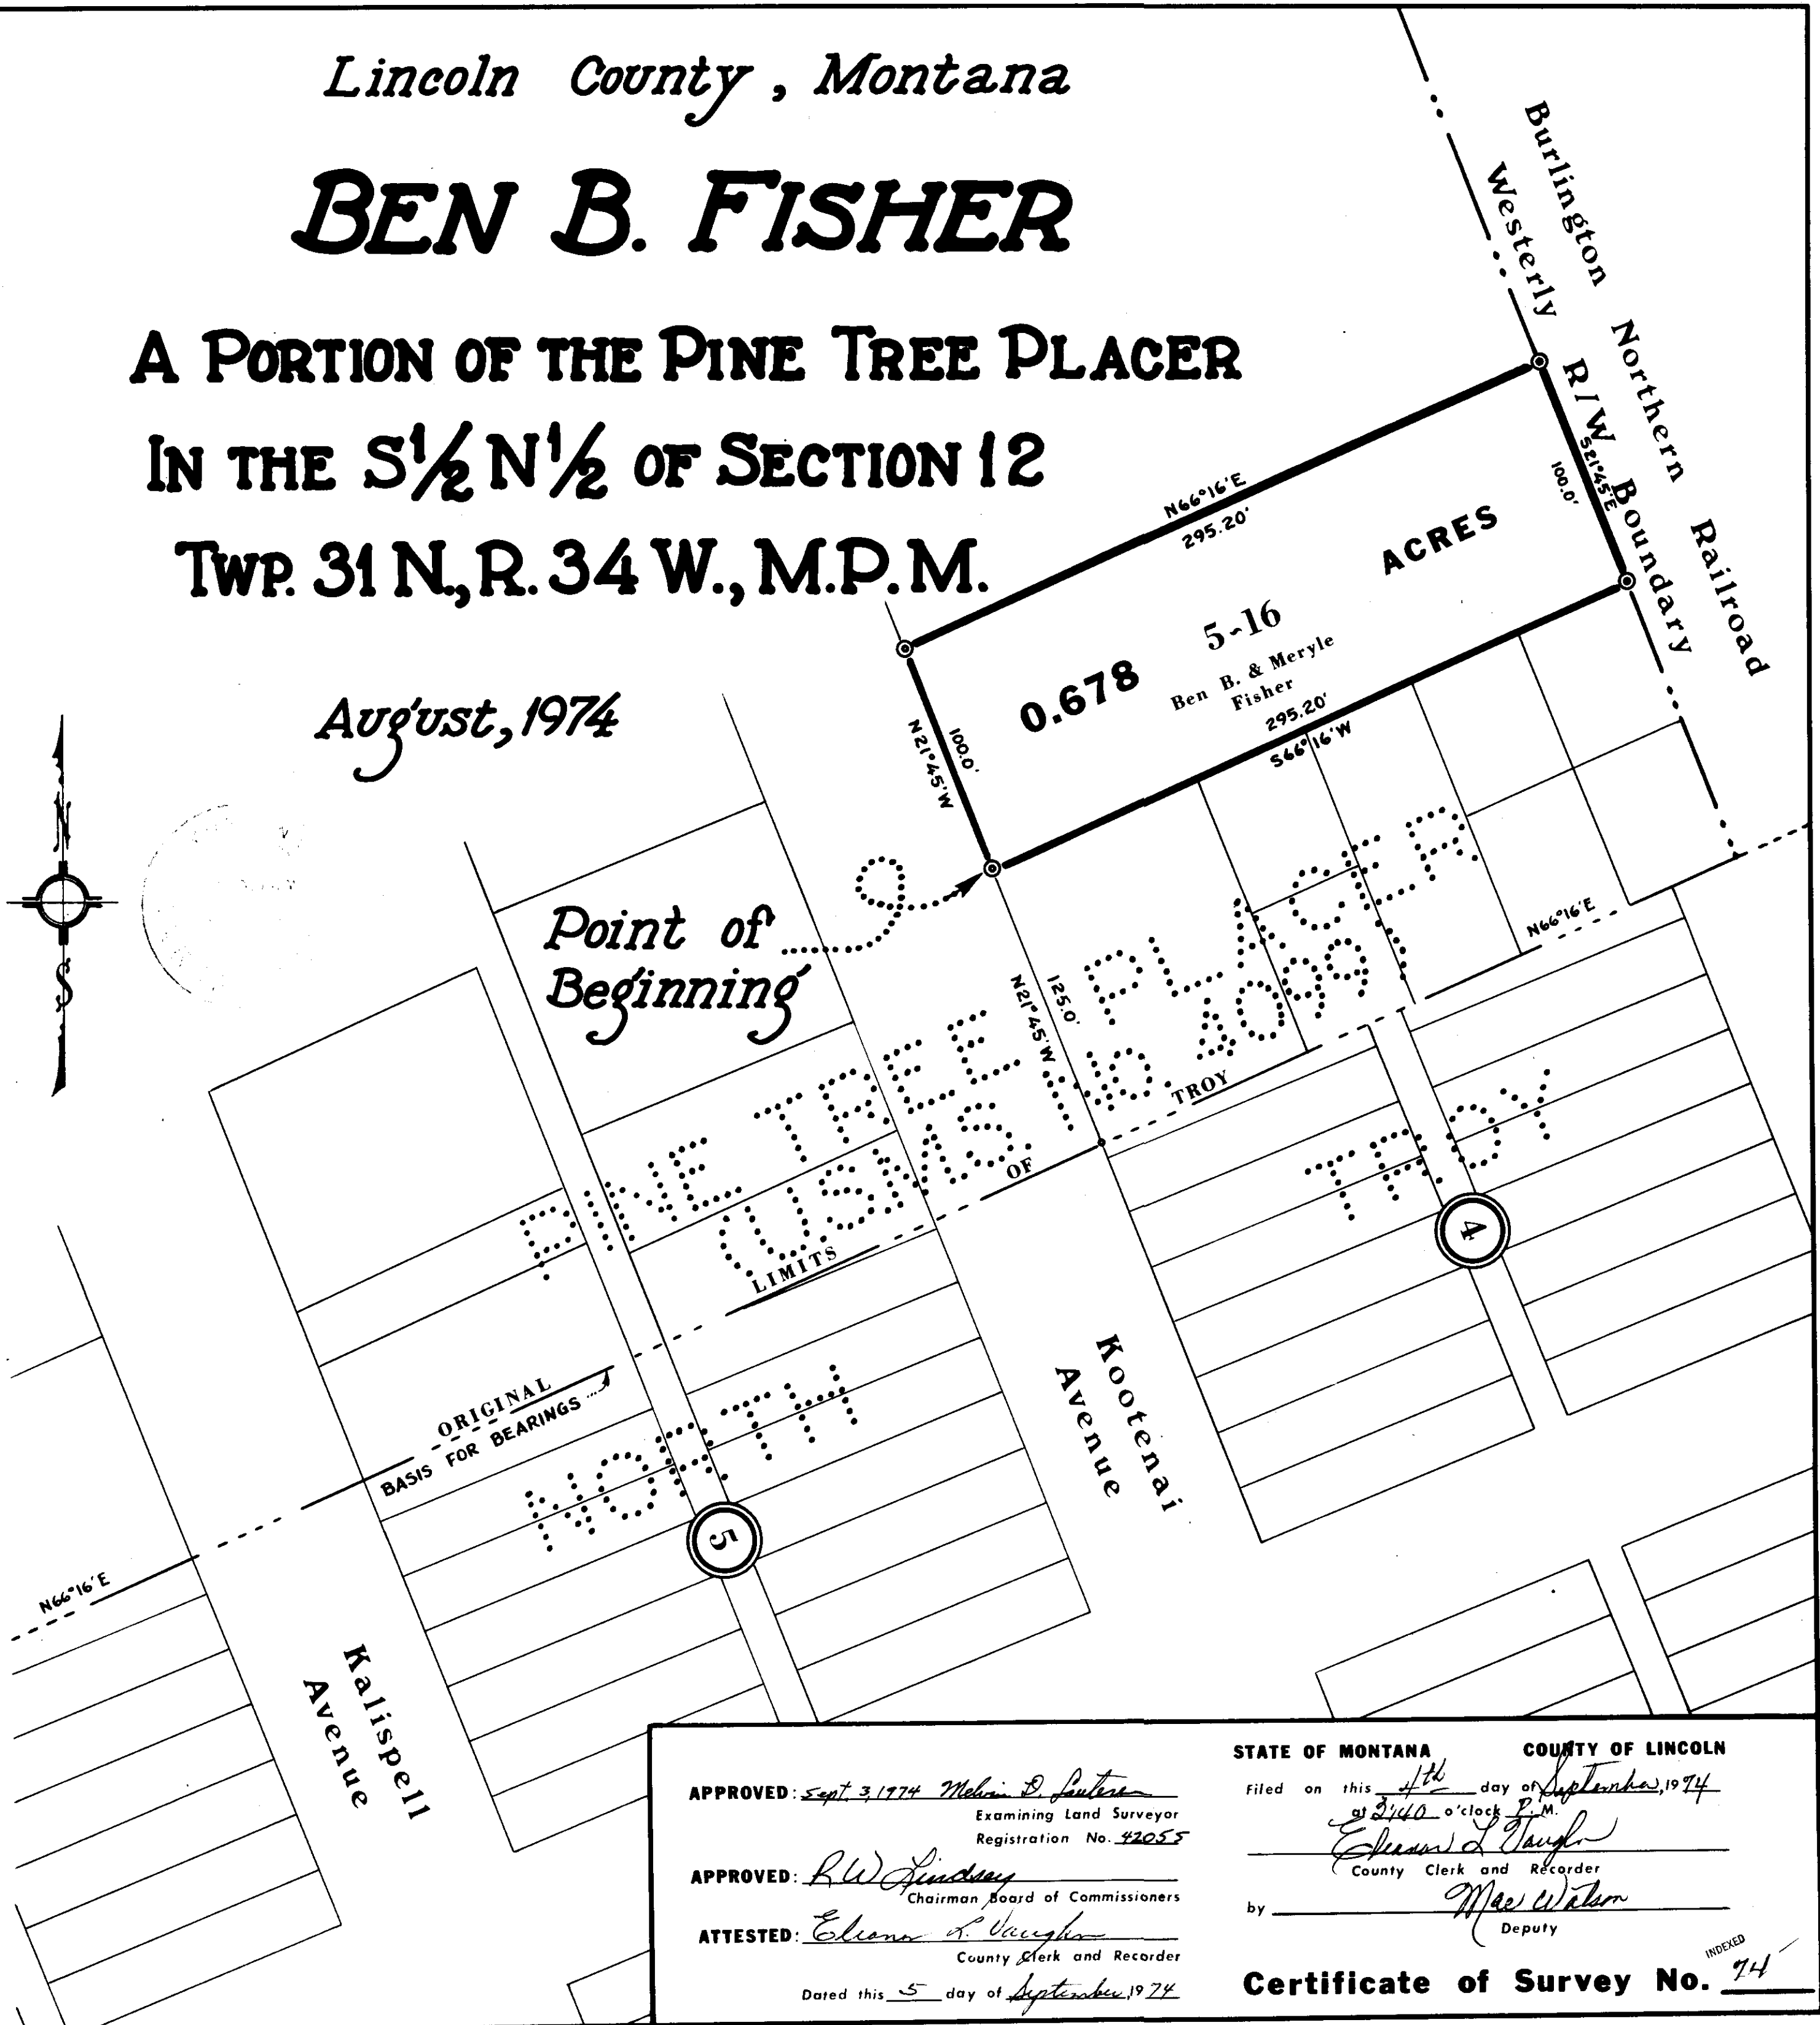 Lincoln County, Montana
BEN B. FISHER
A PORTION OF THE PINE TREE PLACER
IN THE S½ N½ OF SECTION 12
TWP. 31 N., R. 34 W., M.P.M.
August, 1974
N
S
Burlington Northern Railroad
Westerly R/W Boundary
S21°45'E
100.0'
N66°16'E
295.20'
0.678 ACRES
5-16
Ben B. & Meryle
Fisher
295.20'
S66°16'W
N21°45'W
100.0'
Point of
Beginning
N21°45'W
125.0'
N66°16'E
PINE TREE PLACER
(USMS. NO. 10991)
ORIGINAL LIMITS OF TROY
BASIS FOR BEARINGS
NORTH TROY
4
5
Kootenai
Avenue
N66°16'E
Kalispell
Avenue
APPROVED: Sept. 3, 1974 Melvin D.
Examining Land Surveyor
Registration No. 4205S
APPROVED: R W Lindsay
Chairman Board of Commissioners
ATTESTED: Eleanor L. Vaughn
County Clerk and Recorder
Dated this 5 day of September, 1974
STATE OF MONTANA COUNTY OF LINCOLN
Filed on this 4th day of September, 1974
at 2:40 o'clock P.M.
Eleanor L Vaughn
County Clerk and Recorder
by Mae Watson
Deputy
INDEXED
Certificate of Survey No. 74